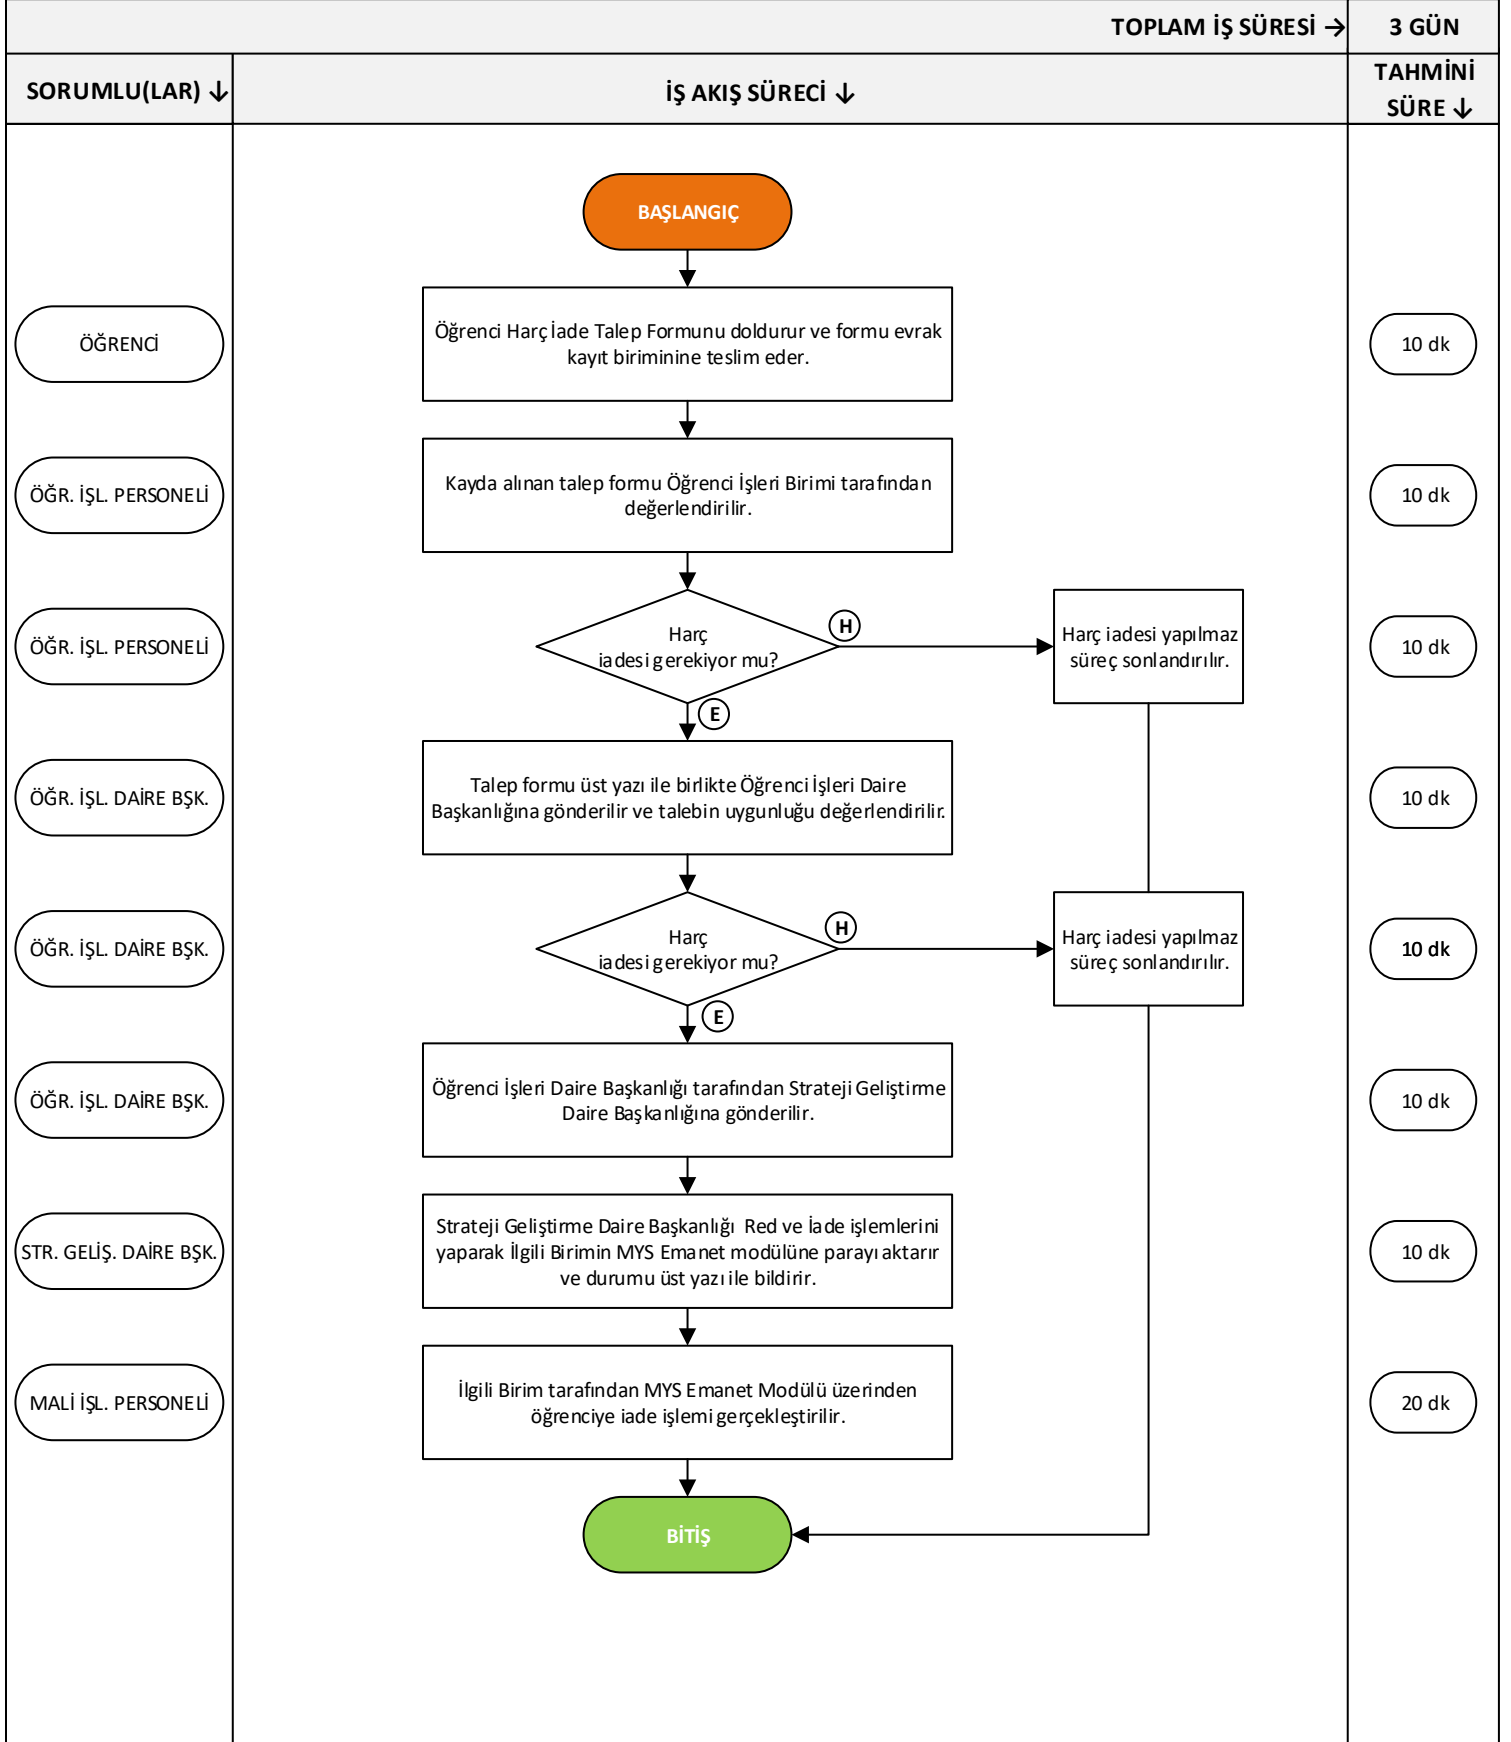 TOPLAM İŞ SÜRESİ →
3 GÜN
SORUMLU(LAR) ↓
İŞ AKIŞ SÜRECİ ↓
TAHMİNİ
SÜRE ↓
BAŞLANGIÇ
ÖĞRENCİ
Öğrenci Harç İade Talep Formunu doldurur ve formu evrak
kayıt biriminine teslim eder.
10 dk
ÖĞR. İŞL. PERSONELİ
Kayda alınan talep formu Öğrenci İşleri Birimi tarafından
değerlendirilir.
10 dk
ÖĞR. İŞL. PERSONELİ
Harç
iadesi gerekiyor mu?
H
Harç iadesi yapılmaz
süreç sonlandırılır.
10 dk
E
ÖĞR. İŞL. DAİRE BŞK.
Talep formu üst yazı ile birlikte Öğrenci İşleri Daire
Başkanlığına gönderilir ve talebin uygunluğu değerlendirilir.
10 dk
ÖĞR. İŞL. DAİRE BŞK.
Harç
iadesi gerekiyor mu?
H
Harç iadesi yapılmaz
süreç sonlandırılır.
10 dk
E
ÖĞR. İŞL. DAİRE BŞK.
Öğrenci İşleri Daire Başkanlığı tarafından Strateji Geliştirme
Daire Başkanlığına gönderilir.
10 dk
STR. GELİŞ. DAİRE BŞK.
Strateji Geliştirme Daire Başkanlığı Red ve İade işlemlerini
yaparak İlgili Birimin MYS Emanet modülüne parayı aktarır
ve durumu üst yazı ile bildirir.
10 dk
MALİ İŞL. PERSONELİ
İlgili Birim tarafından MYS Emanet Modülü üzerinden
öğrenciye iade işlemi gerçekleştirilir.
20 dk
BİTİŞ